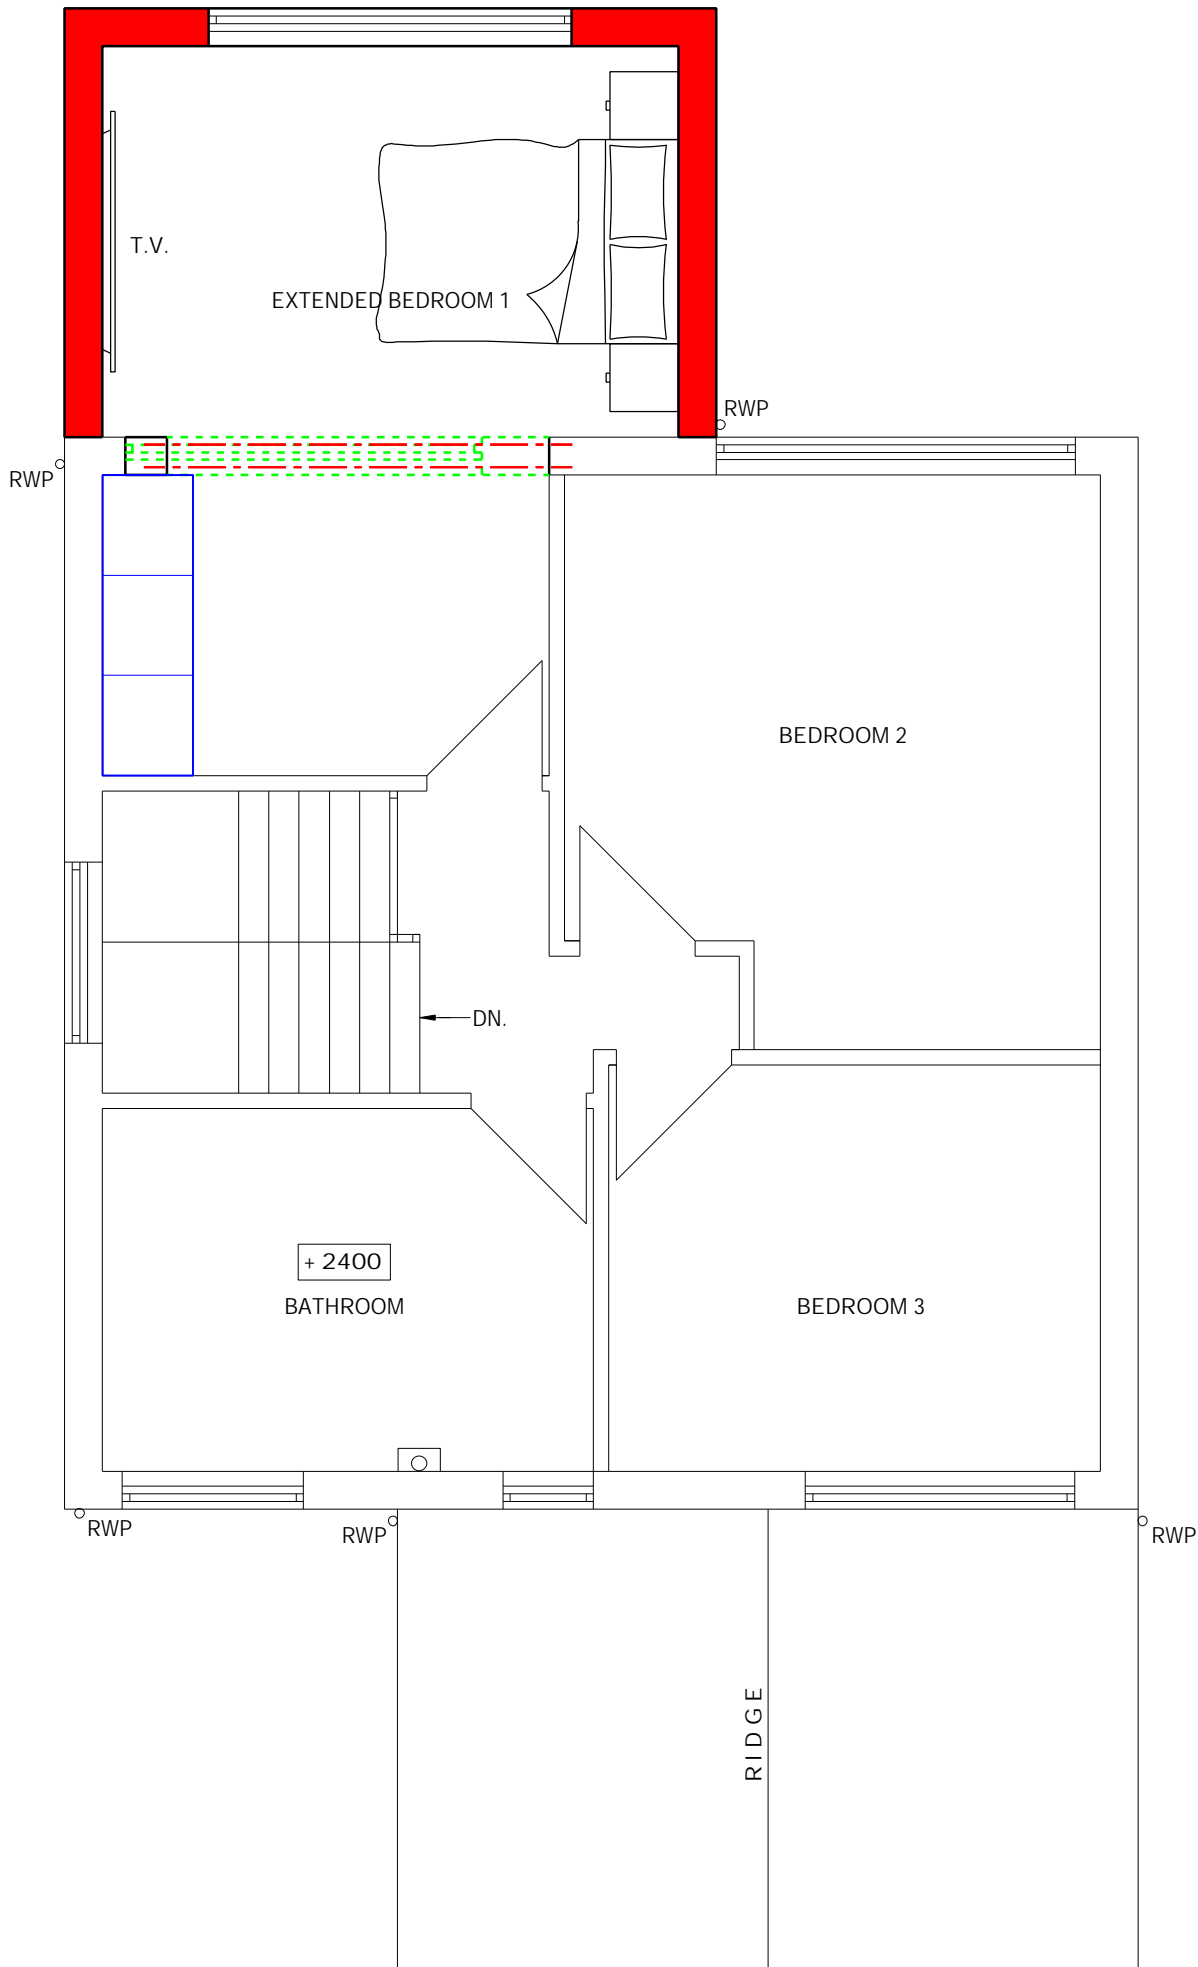 T.V.
EXTENDED BEDROOM 1
RWP
RWP
BEDROOM 2
DN.
+ 2400
BATHROOM
BEDROOM 3
RWP
RWP
RWP
RIDGE